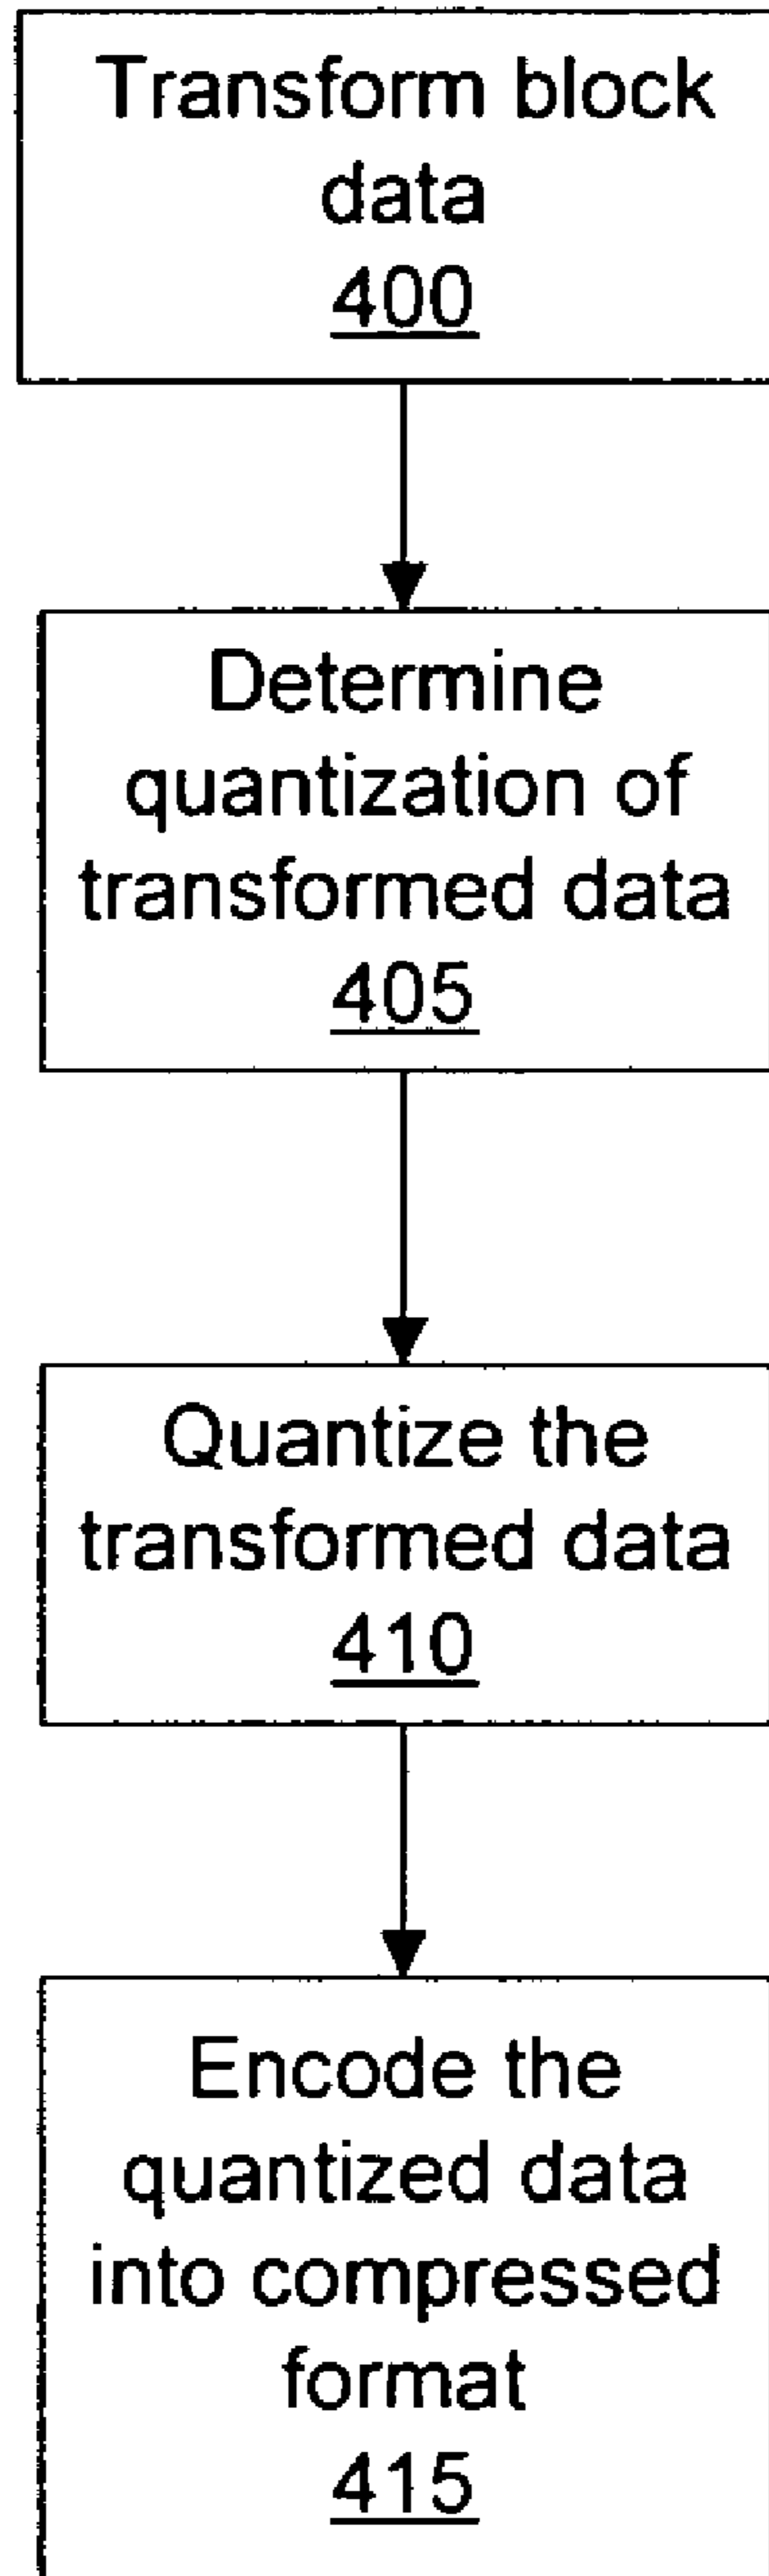 Transform block
data
400
Determine
quantization of
transformed data
405
Quantize the
transformed data
410
Encode the
quantized data
into compressed
format
415